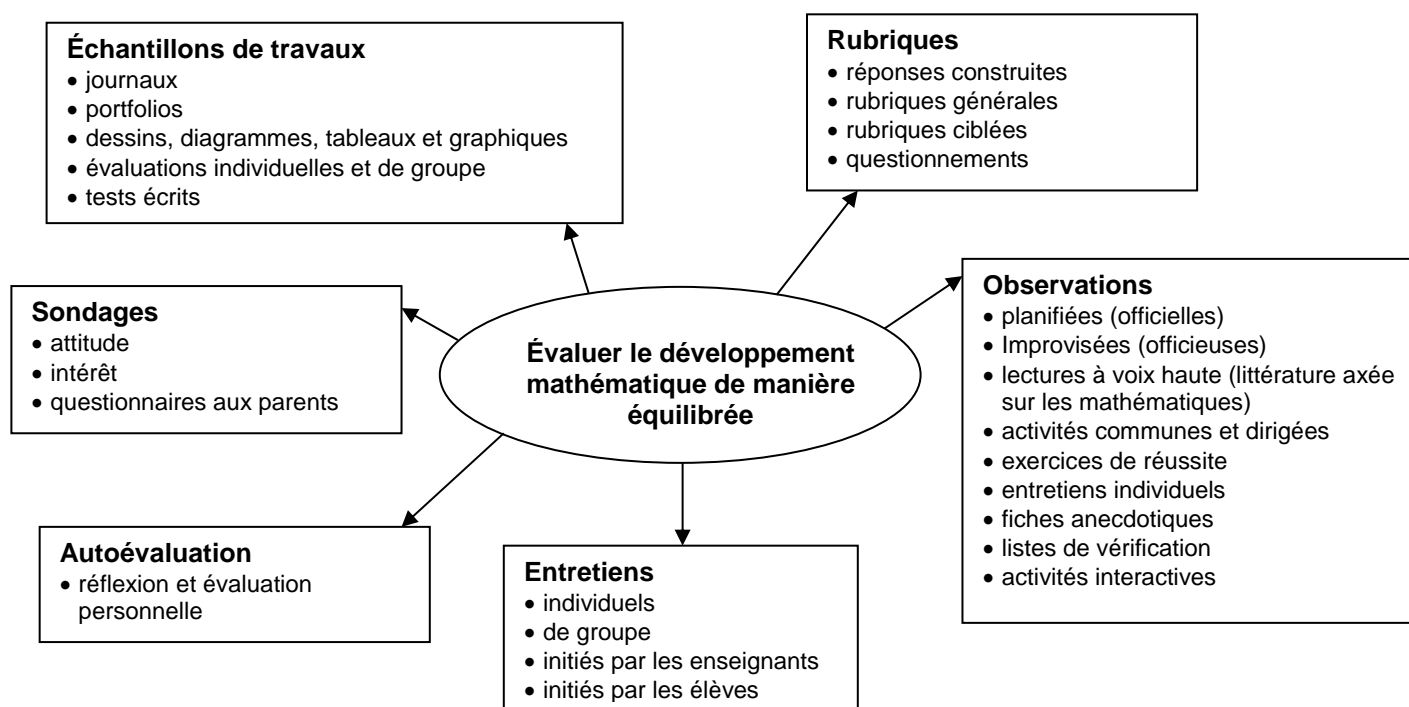 Échantillons de travaux
• journaux
• portfolios
• dessins, diagrammes, tableaux et graphiques
• évaluations individuelles et de groupe
• tests écrits
Rubriques
• réponses construites
• rubriques générales
• rubriques ciblées
• questionnements
Sondages
• attitude
• intérêt
• questionnaires aux parents
Évaluer le développement
mathématique de manière
équilibrée
Observations
• planifiées (officielles)
• Improvisées (officieuses)
• lectures à voix haute (littérature axée
sur les mathématiques)
• activités communes et dirigées
• exercices de réussite
• entretiens individuels
• fiches anecdotiques
• listes de vérification
• activités interactives
Autoévaluation
• réflexion et évaluation
personnelle
Entretiens
• individuels
• de groupe
• initiés par les enseignants
• initiés par les élèves